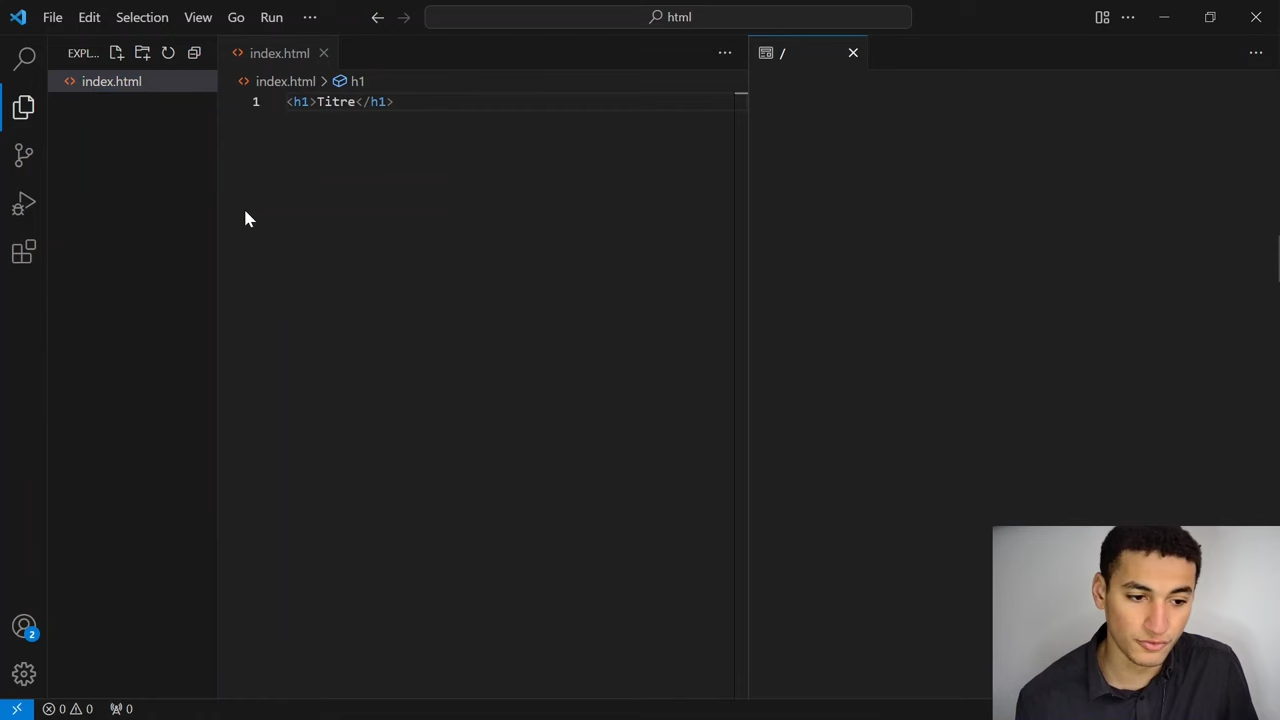 File Edit Selection View Go Run ··· html
EXPL...
index.html
index.html
index.html > h1
1 <h1>Titre</h1>
/
2
0 0 0